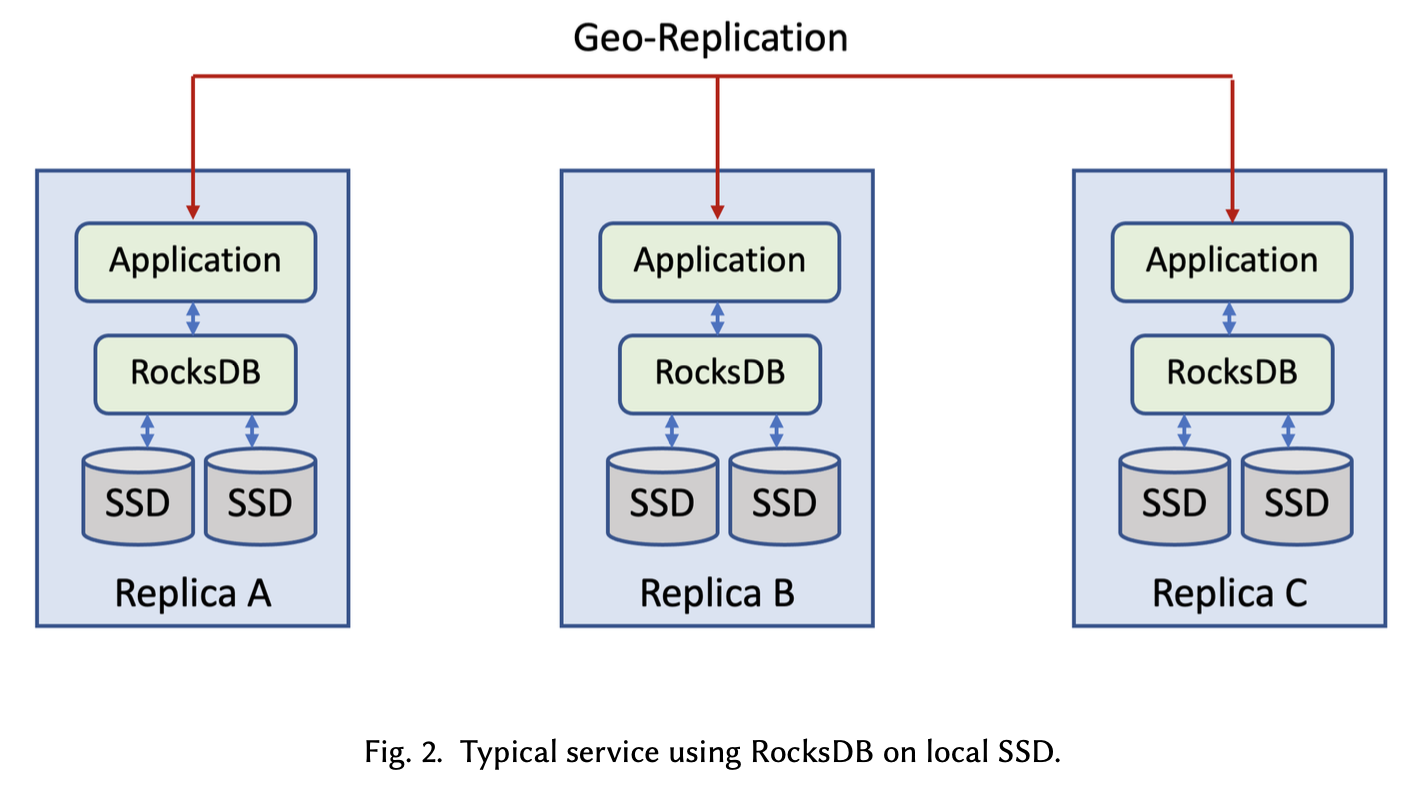 Geo-Replication
Application
Application
Application
RocksDB
RocksDB
RocksDB
SSD
SSD
SSD
SSD
SSD
SSD
Replica A
Replica B
Replica C
Fig. 2. Typical service using RocksDB on local SSD.